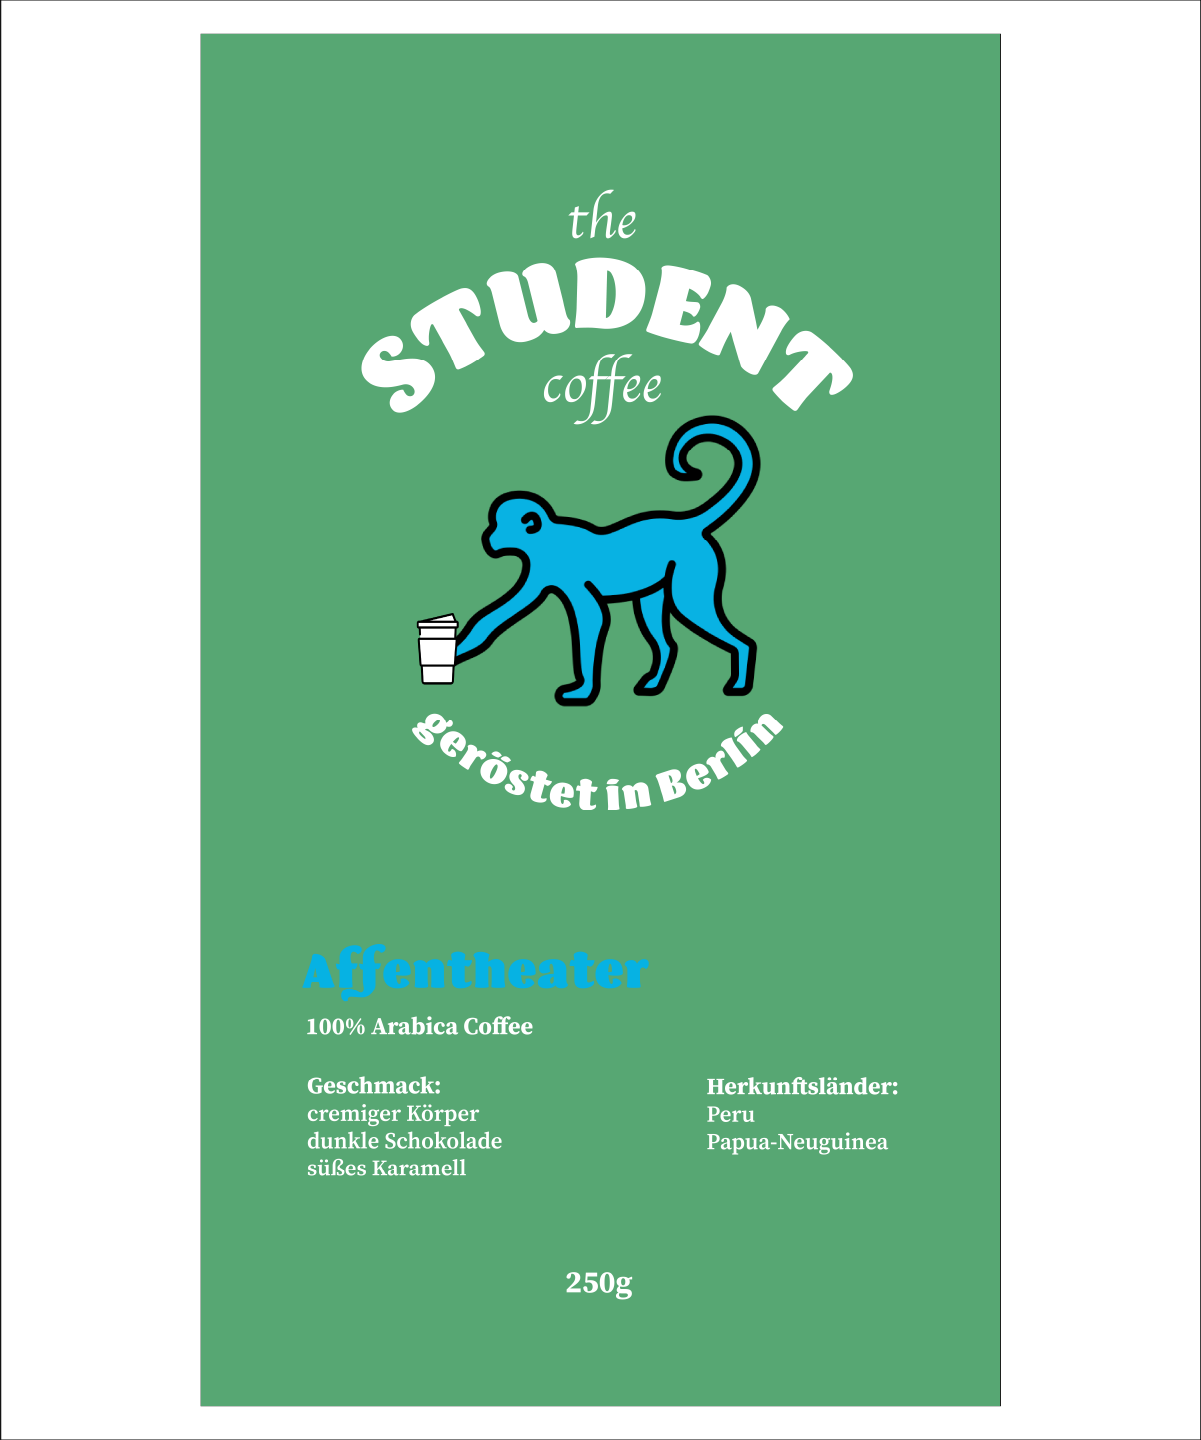 the
STUDENT
coffee
geröstet in Berlin
Affentheater
100% Arabica Coffee
Geschmack:
cremiger Körper
dunkle Schokolade
süßes Karamell
Herkunftsländer:
Peru
Papua-Neuguinea
250g